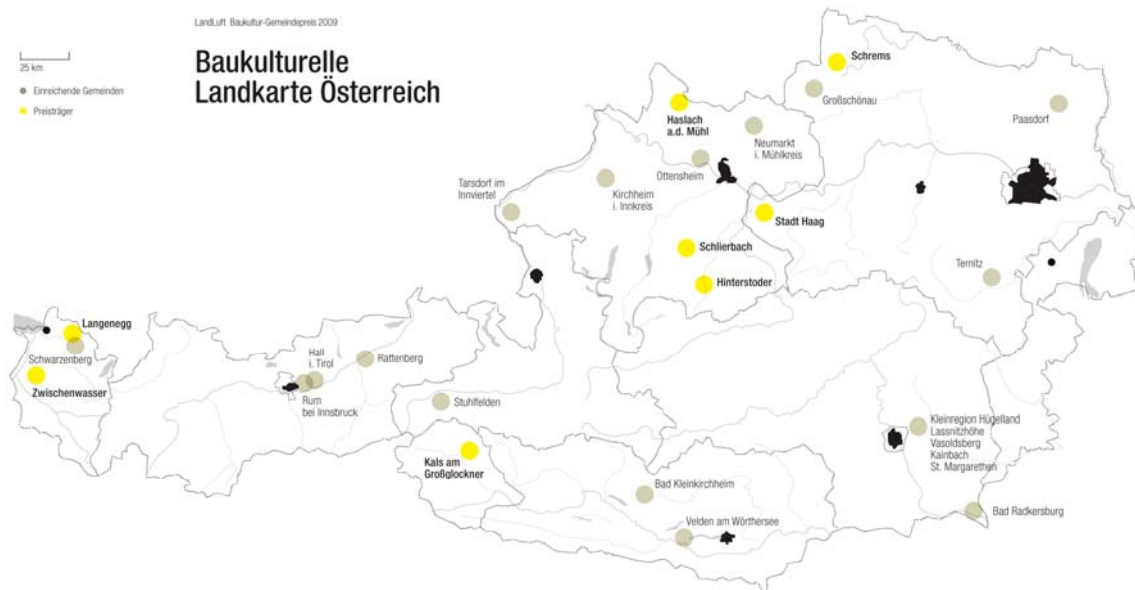 LandLuft Baukultur-Gemeindepreis 2009
Baukulturelle
Landkarte Österreich
25 km
Einreichende Gemeinden
Preisträger
Schrems
Großschönau
Paasdorf
Haslach
a.d. Mühl
Neumarkt
i. Mühlkreis
Ottensheim
Tarsdorf im
Innviertel
Kirchheim
i. Innkreis
Stadt Haag
Schlierbach
Hinterstoder
Ternitz
Langenegg
Schwarzenberg
Zwischenwasser
Hall
i. Tirol
Rattenberg
Rum
bei Innsbruck
Stuhlfelden
Kals am
Großglockner
Bad Kleinkirchheim
Velden am Wörthersee
Kleinregion Hügelland
Lassnitzhöhe
Vasoldsberg
Kainbach
St. Margarethen
Bad Radkersburg